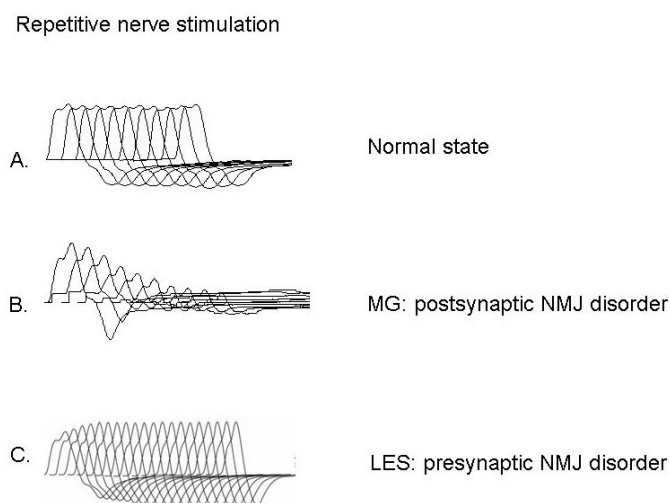 Repetitive nerve stimulation
A. Normal state
B. MG: postsynaptic NMJ disorder
C. LES: presynaptic NMJ disorder